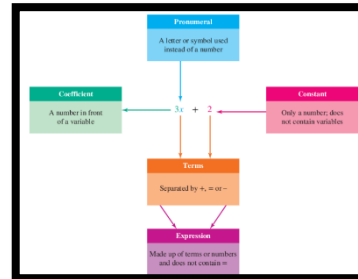 Pronumeral
A letter or symbol used
instead of a number
Coefficient
A number in front
of a variable
3x + 2
Constant
Only a number; does
not contain variables
Terms
Separated by +, = or –
Expression
Made up of terms or numbers
and does not contain =